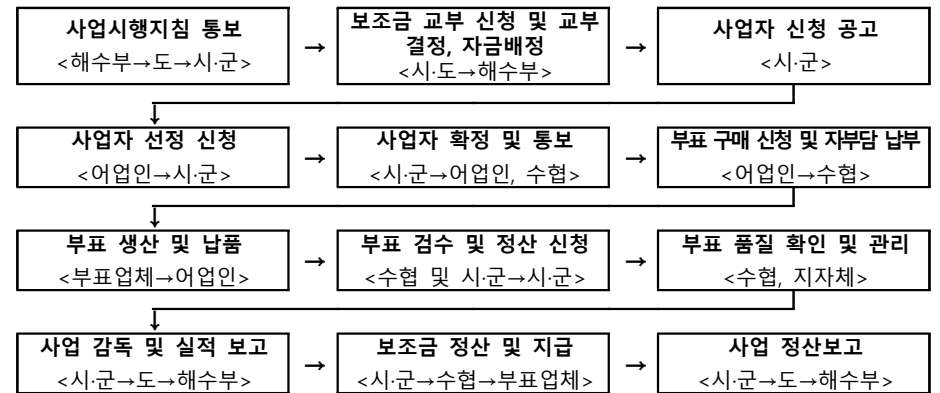 사업시행지침 통보
<해수부→도→시·군>
→
보조금 교부 신청 및 교부
결정, 자금배정
<시·도→해수부>
→
사업자 신청 공고
<시·군>
사업자 선정 신청
<어업인→시·군>
→
사업자 확정 및 통보
<시·군→어업인, 수협>
→
부표 구매 신청 및 자부담 납부
<어업인→수협>
부표 생산 및 납품
<부표업체→어업인>
→
부표 검수 및 정산 신청
<수협 및 시·군→시·군>
→
부표 품질 확인 및 관리
<수협, 지자체>
사업 감독 및 실적 보고
<시·군→도→해수부>
→
보조금 정산 및 지급
<시·군→수협→부표업체>
→
사업 정산보고
<시·군→도→해수부>